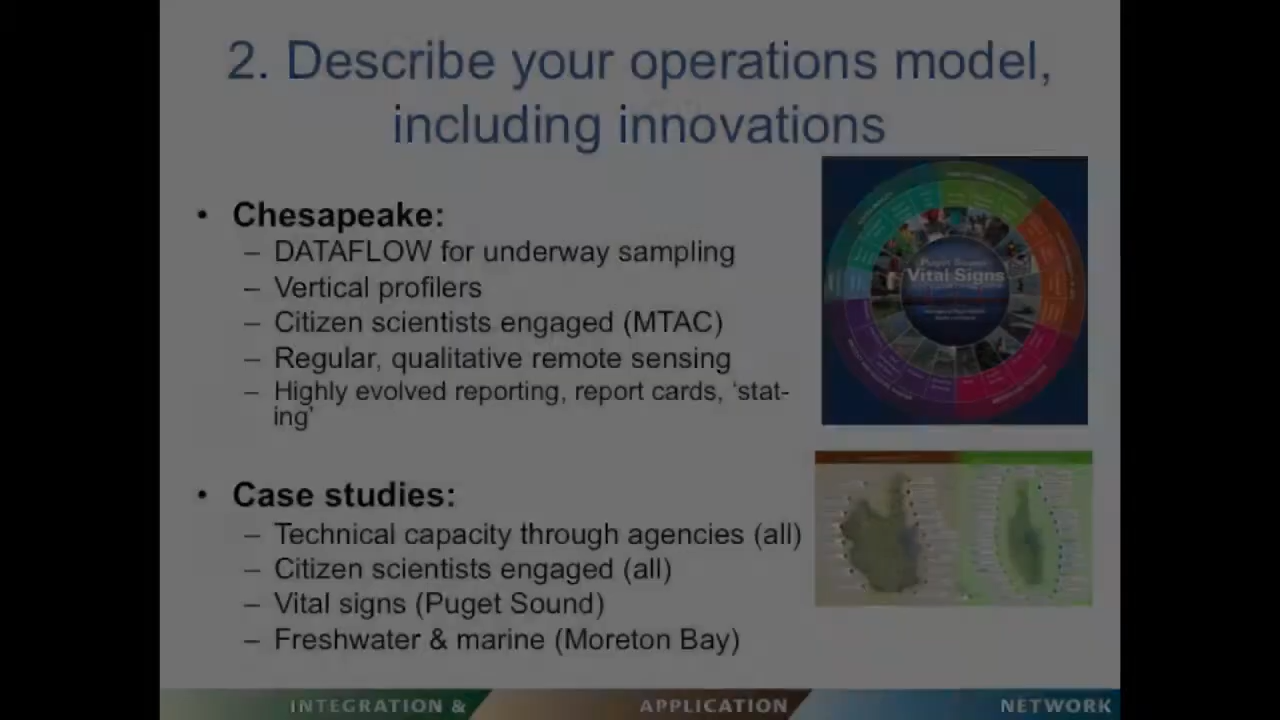 2. Describe your operations model,
including innovations
• Chesapeake:
– DATAFLOW for underway sampling
– Vertical profilers
– Citizen scientists engaged (MTAC)
– Regular, qualitative remote sensing
– Highly evolved reporting, report cards, ‘stat-
ing’
• Case studies:
– Technical capacity through agencies (all)
– Citizen scientists engaged (all)
– Vital signs (Puget Sound)
– Freshwater & marine (Moreton Bay)
Puget Sound
Vital Signs
INTEGRATION & APPLICATION NETWORK